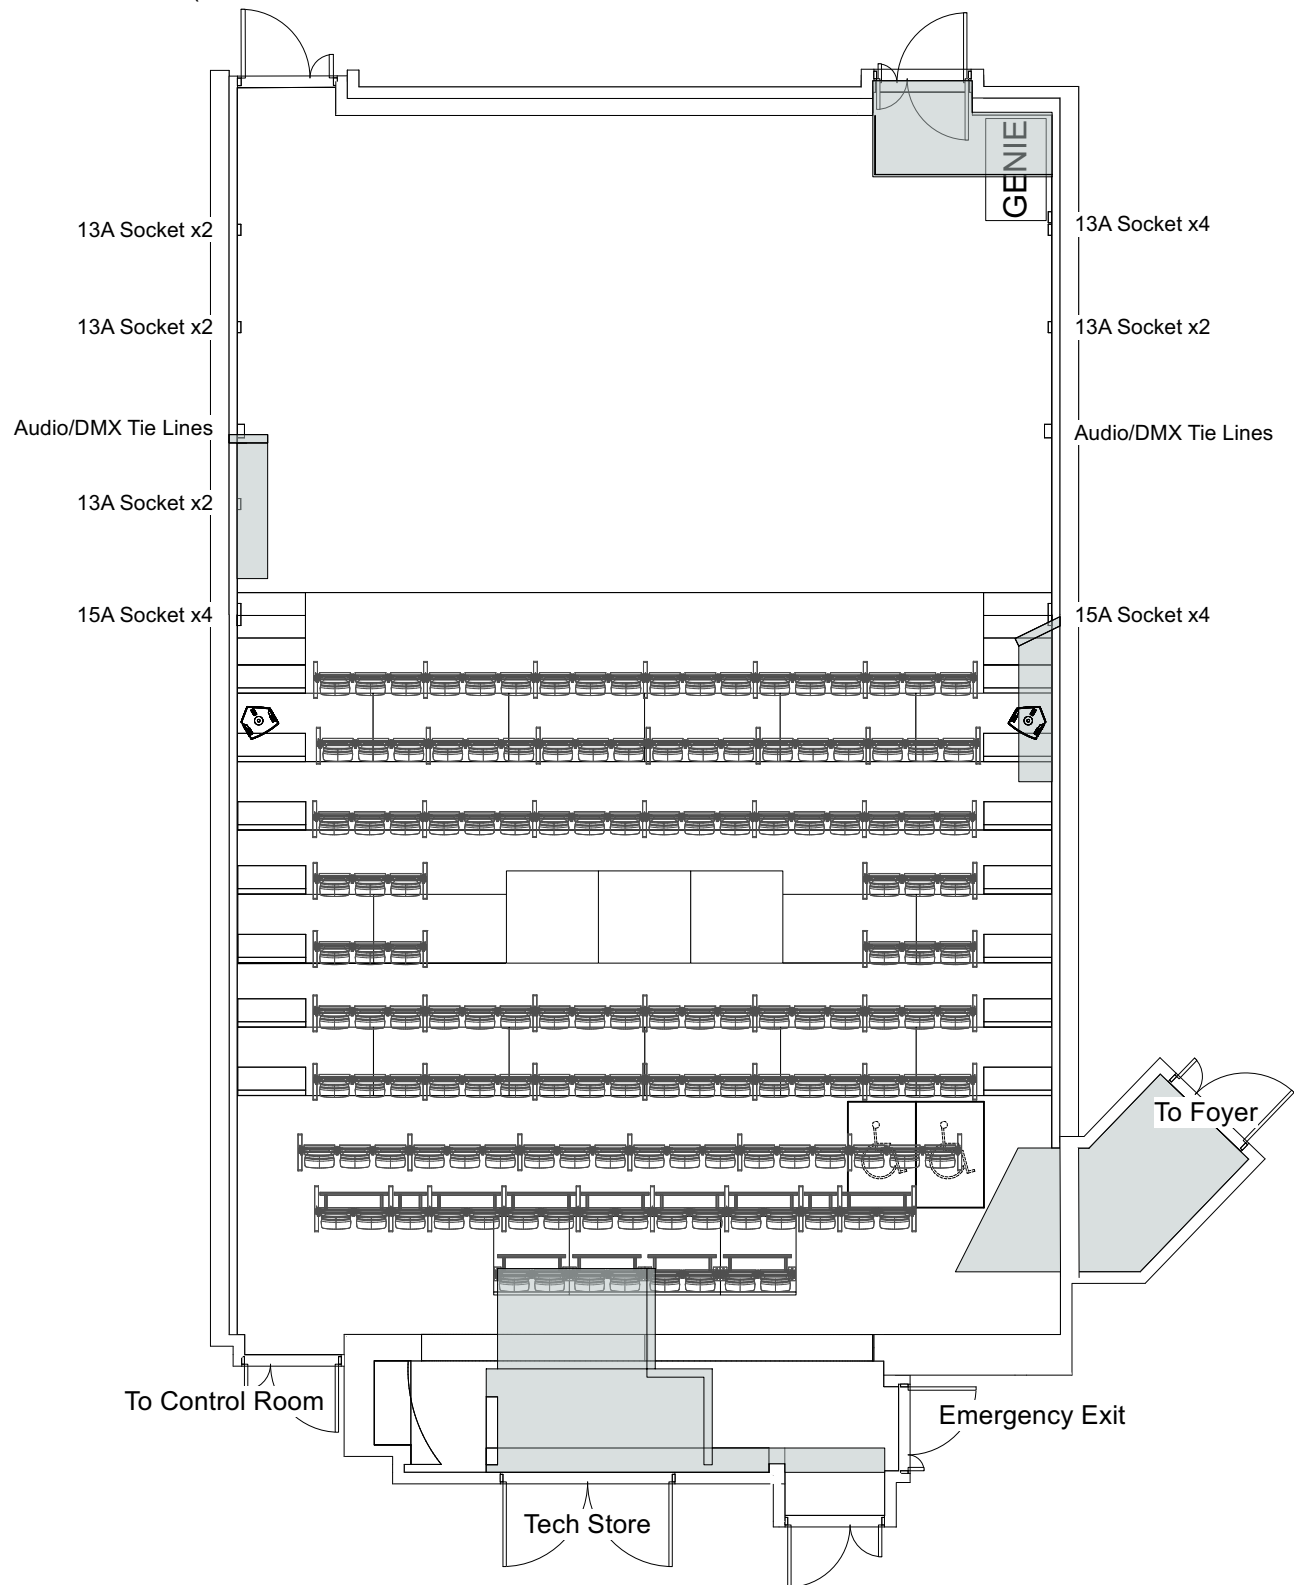 GENIE
13A Socket x2
13A Socket x4
13A Socket x2
13A Socket x2
Audio/DMX Tie Lines
Audio/DMX Tie Lines
13A Socket x2
15A Socket x4
15A Socket x4
To Foyer
To Control Room
Emergency Exit
Tech Store